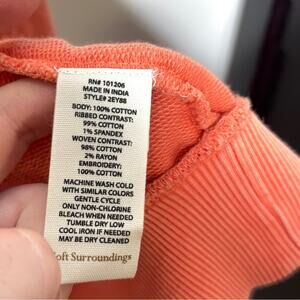 RN# 101206
MADE IN INDIA
STYLE# 2EY88
BODY: 100% COTTON
RIBBED CONTRAST:
99% COTTON
1% SPANDEX
WOVEN CONTRAST:
98% COTTON
2% RAYON
EMBROIDERY:
100% COTTON
MACHINE WASH COLD
WITH SIMILAR COLORS
GENTLE CYCLE
ONLY NON-CHLORINE
BLEACH WHEN NEEDED
TUMBLE DRY LOW
COOL IRON IF NEEDED
MAY BE DRY CLEANED
oft Surroundings